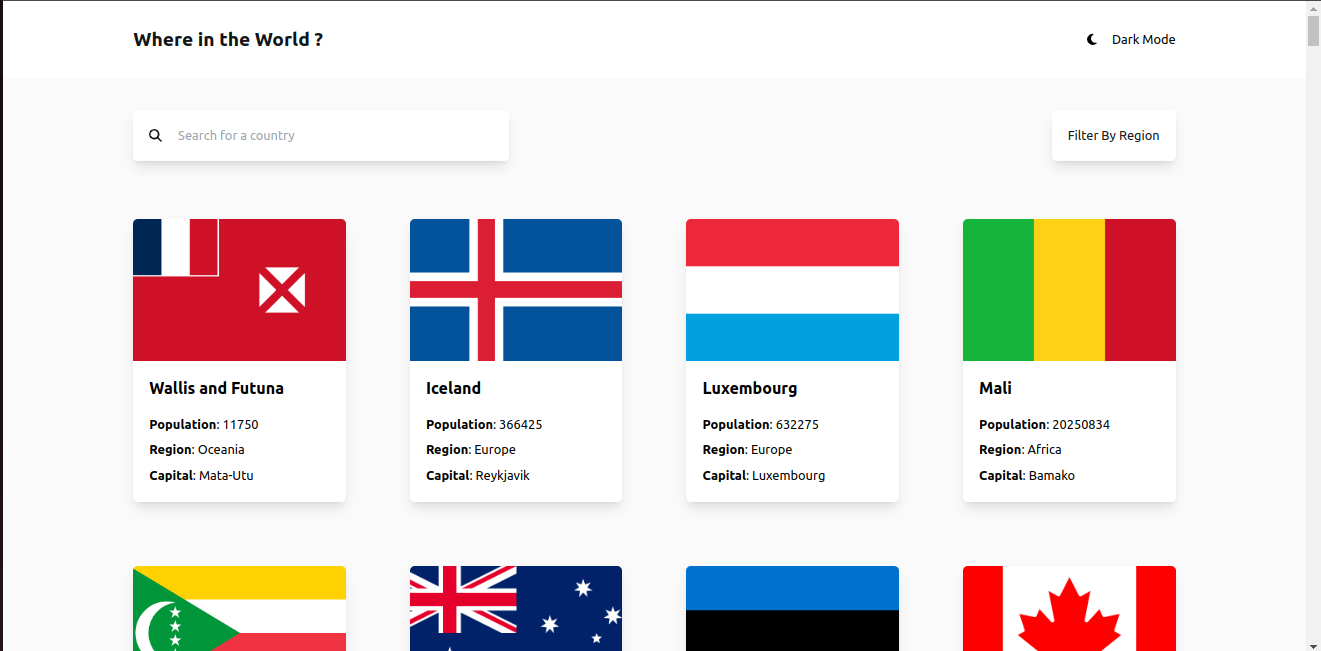 Where in the World ?
Dark Mode
Search for a country
Filter By Region
Wallis and Futuna
Population: 11750
Region: Oceania
Capital: Mata-Utu
Iceland
Population: 366425
Region: Europe
Capital: Reykjavik
Luxembourg
Population: 632275
Region: Europe
Capital: Luxembourg
Mali
Population: 20250834
Region: Africa
Capital: Bamako